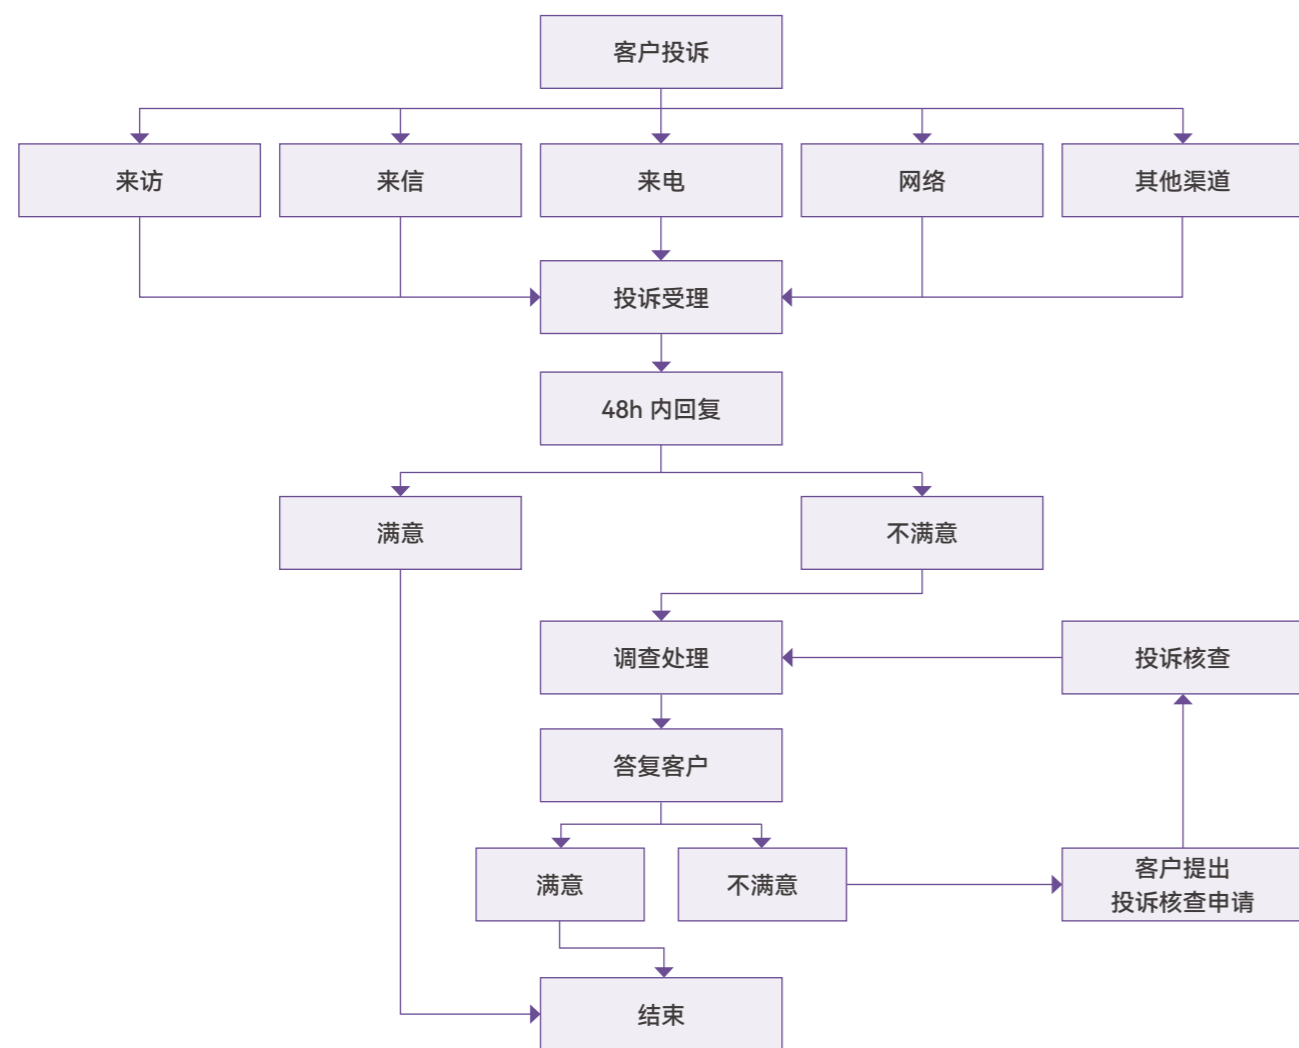 客户投诉
来访
来信
来电
网络
其他渠道
投诉受理
48h 内回复
满意
不满意
调查处理
投诉核查
答复客户
满意
不满意
客户提出
投诉核查申请
结束